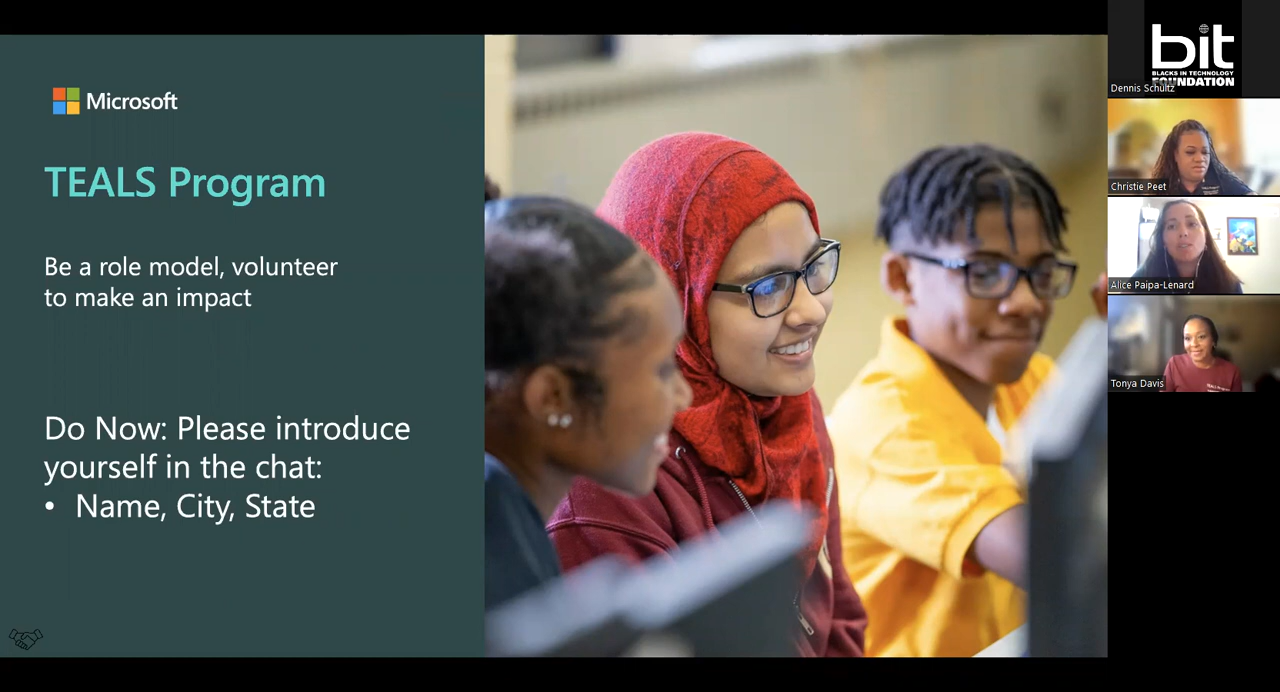 Microsoft
TEALS Program
Be a role model, volunteer
to make an impact
Do Now: Please introduce
yourself in the chat:
• Name, City, State
bit
BLACKS IN TECHNOLOGY
FOUNDATION
Dennis Schultz
Christie Peet
Alice Paipa-Lenard
Tonya Davis